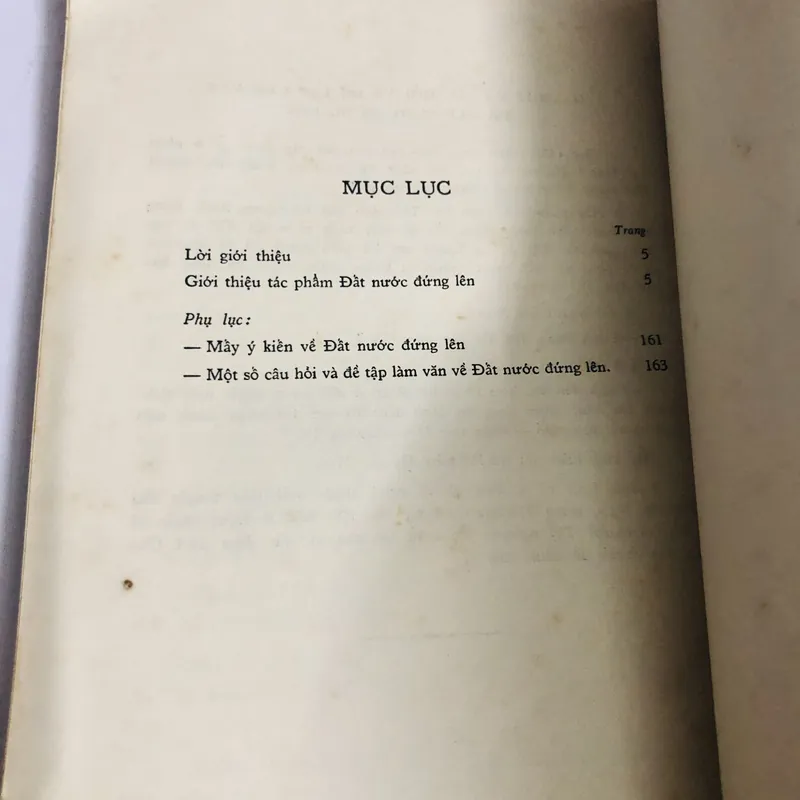 MỤC LỤC
Trang
Lời giới thiệu 5
Giới thiệu tác phẩm Đất nước đứng lên 5
Phụ lục:
— Mấy ý kiến về Đất nước đứng lên 161
— Một số câu hỏi và đề tập làm văn về Đất nước đứng lên. 163